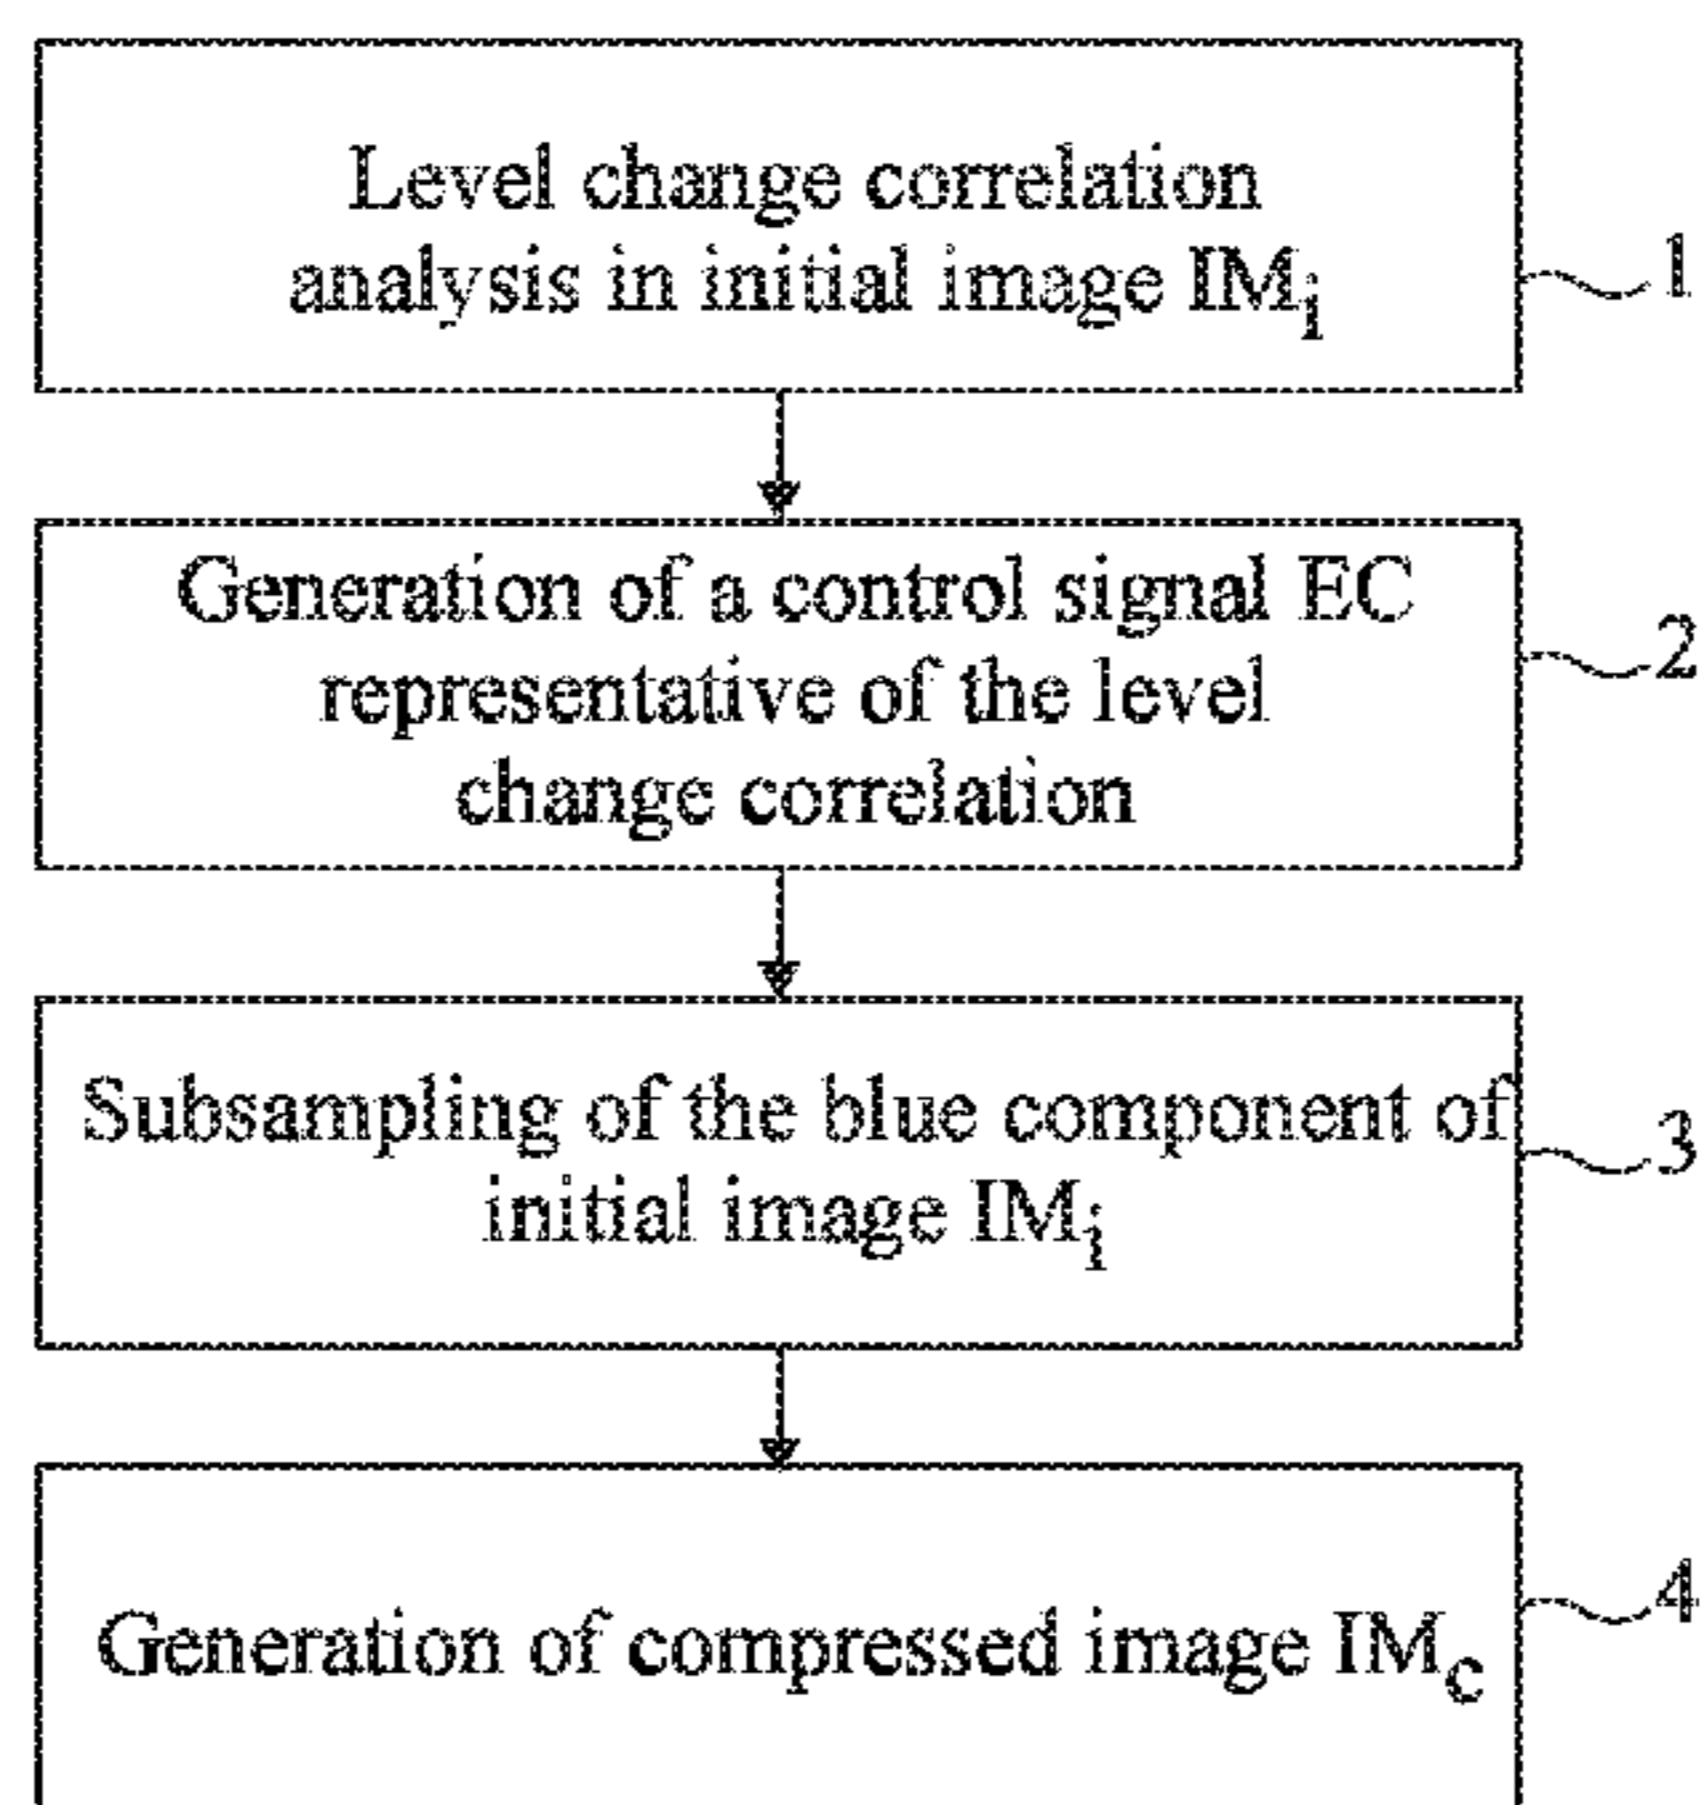 Level change correlation
analysis in initial image IMi
1
Generation of a control signal EC
representative of the level
change correlation
2
Subsampling of the blue component of
initial image IMi
3
Generation of compressed image IMc
4